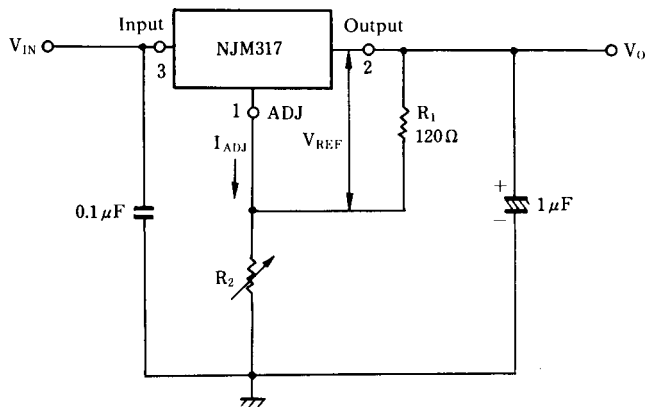 Input
Output
V_IN
NJM317
V_O
3
2
1
ADJ
R_1
120Ω
I_ADJ
V_REF
0.1μF
+
−
1μF
R_2